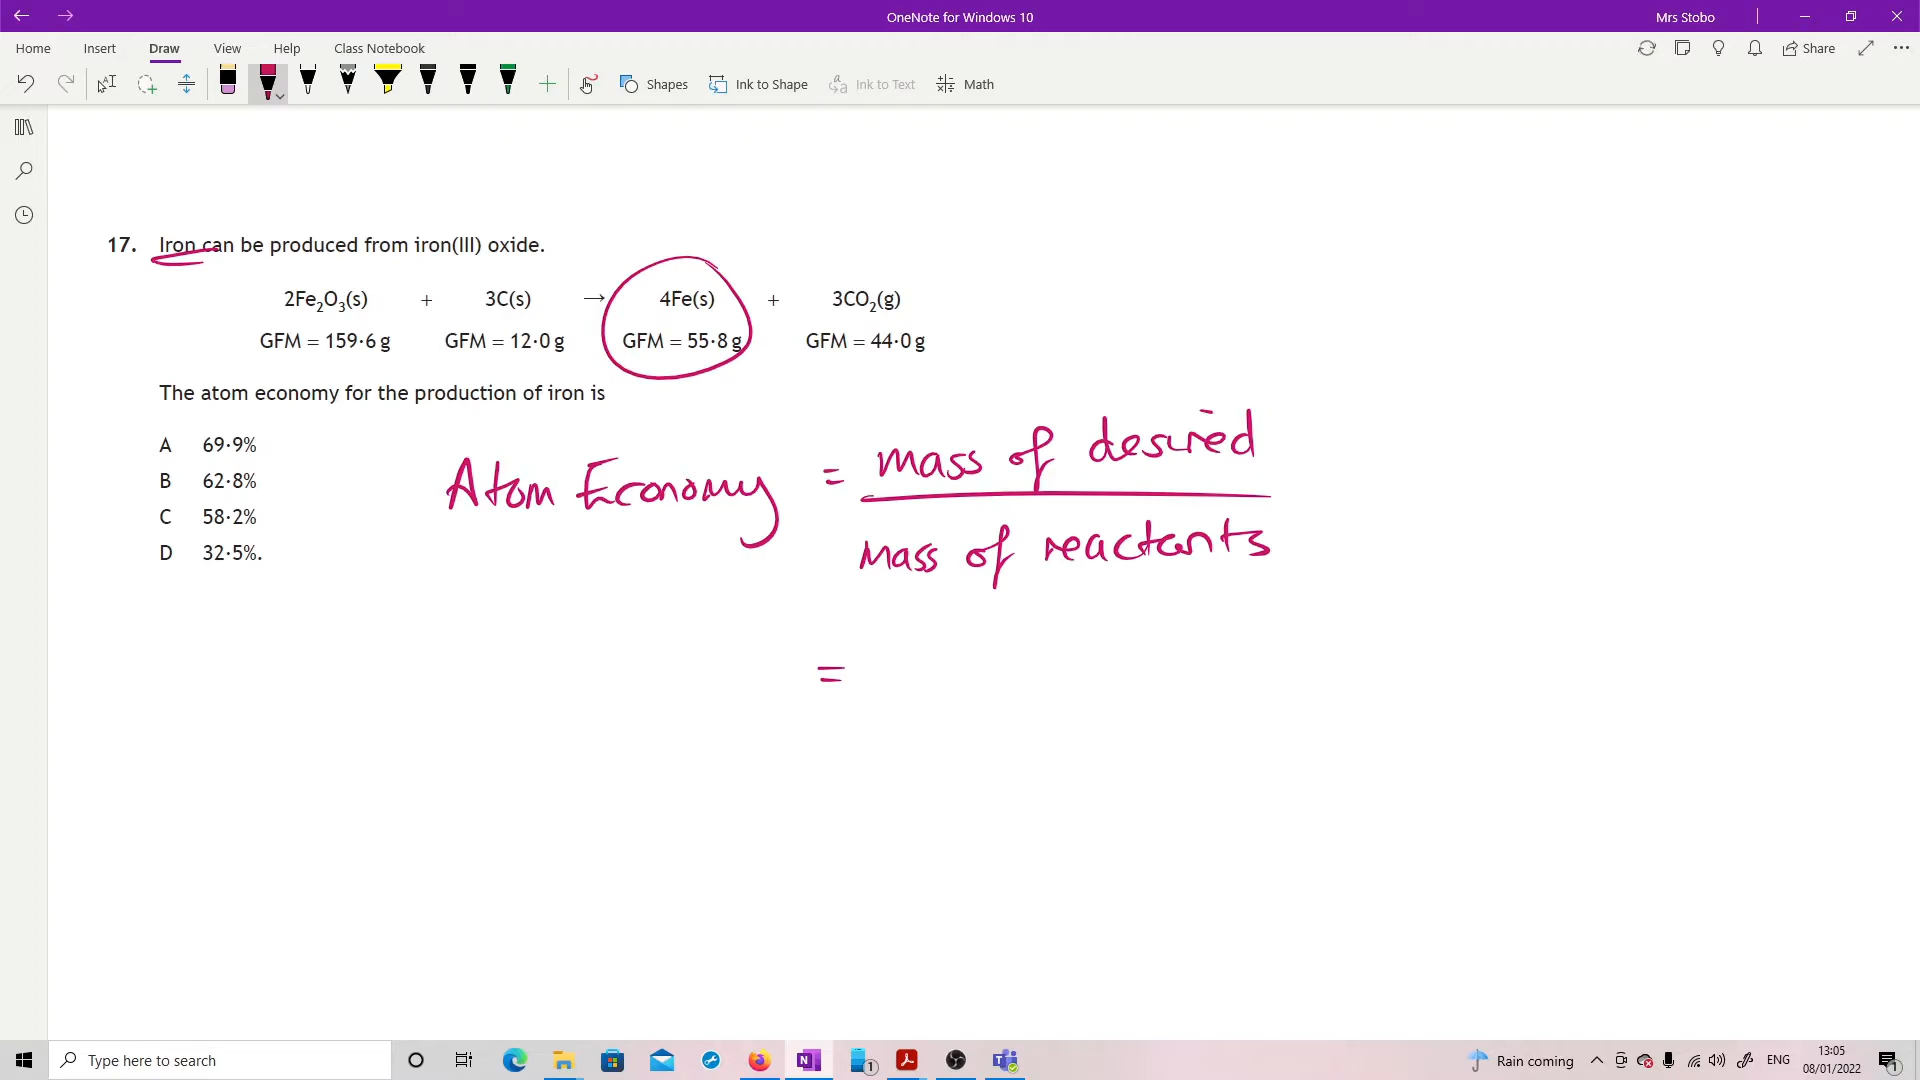 OneNote for Windows 10
Mrs Stobo
Home Insert Draw View Help Class Notebook
Share
Shapes Ink to Shape Ink to Text Math
17. Iron can be produced from iron(III) oxide.
2Fe₂O₃(s) + 3C(s) → 4Fe(s) + 3CO₂(g)
GFM = 159·6 g GFM = 12·0 g GFM = 55·8 g GFM = 44·0 g
The atom economy for the production of iron is
A 69·9%
B 62·8%
C 58·2%
D 32·5%.
Atom Economy = mass of desired
mass of reactants
=
Type here to search
1
Rain coming
ENG
13:05
08/01/2022
1